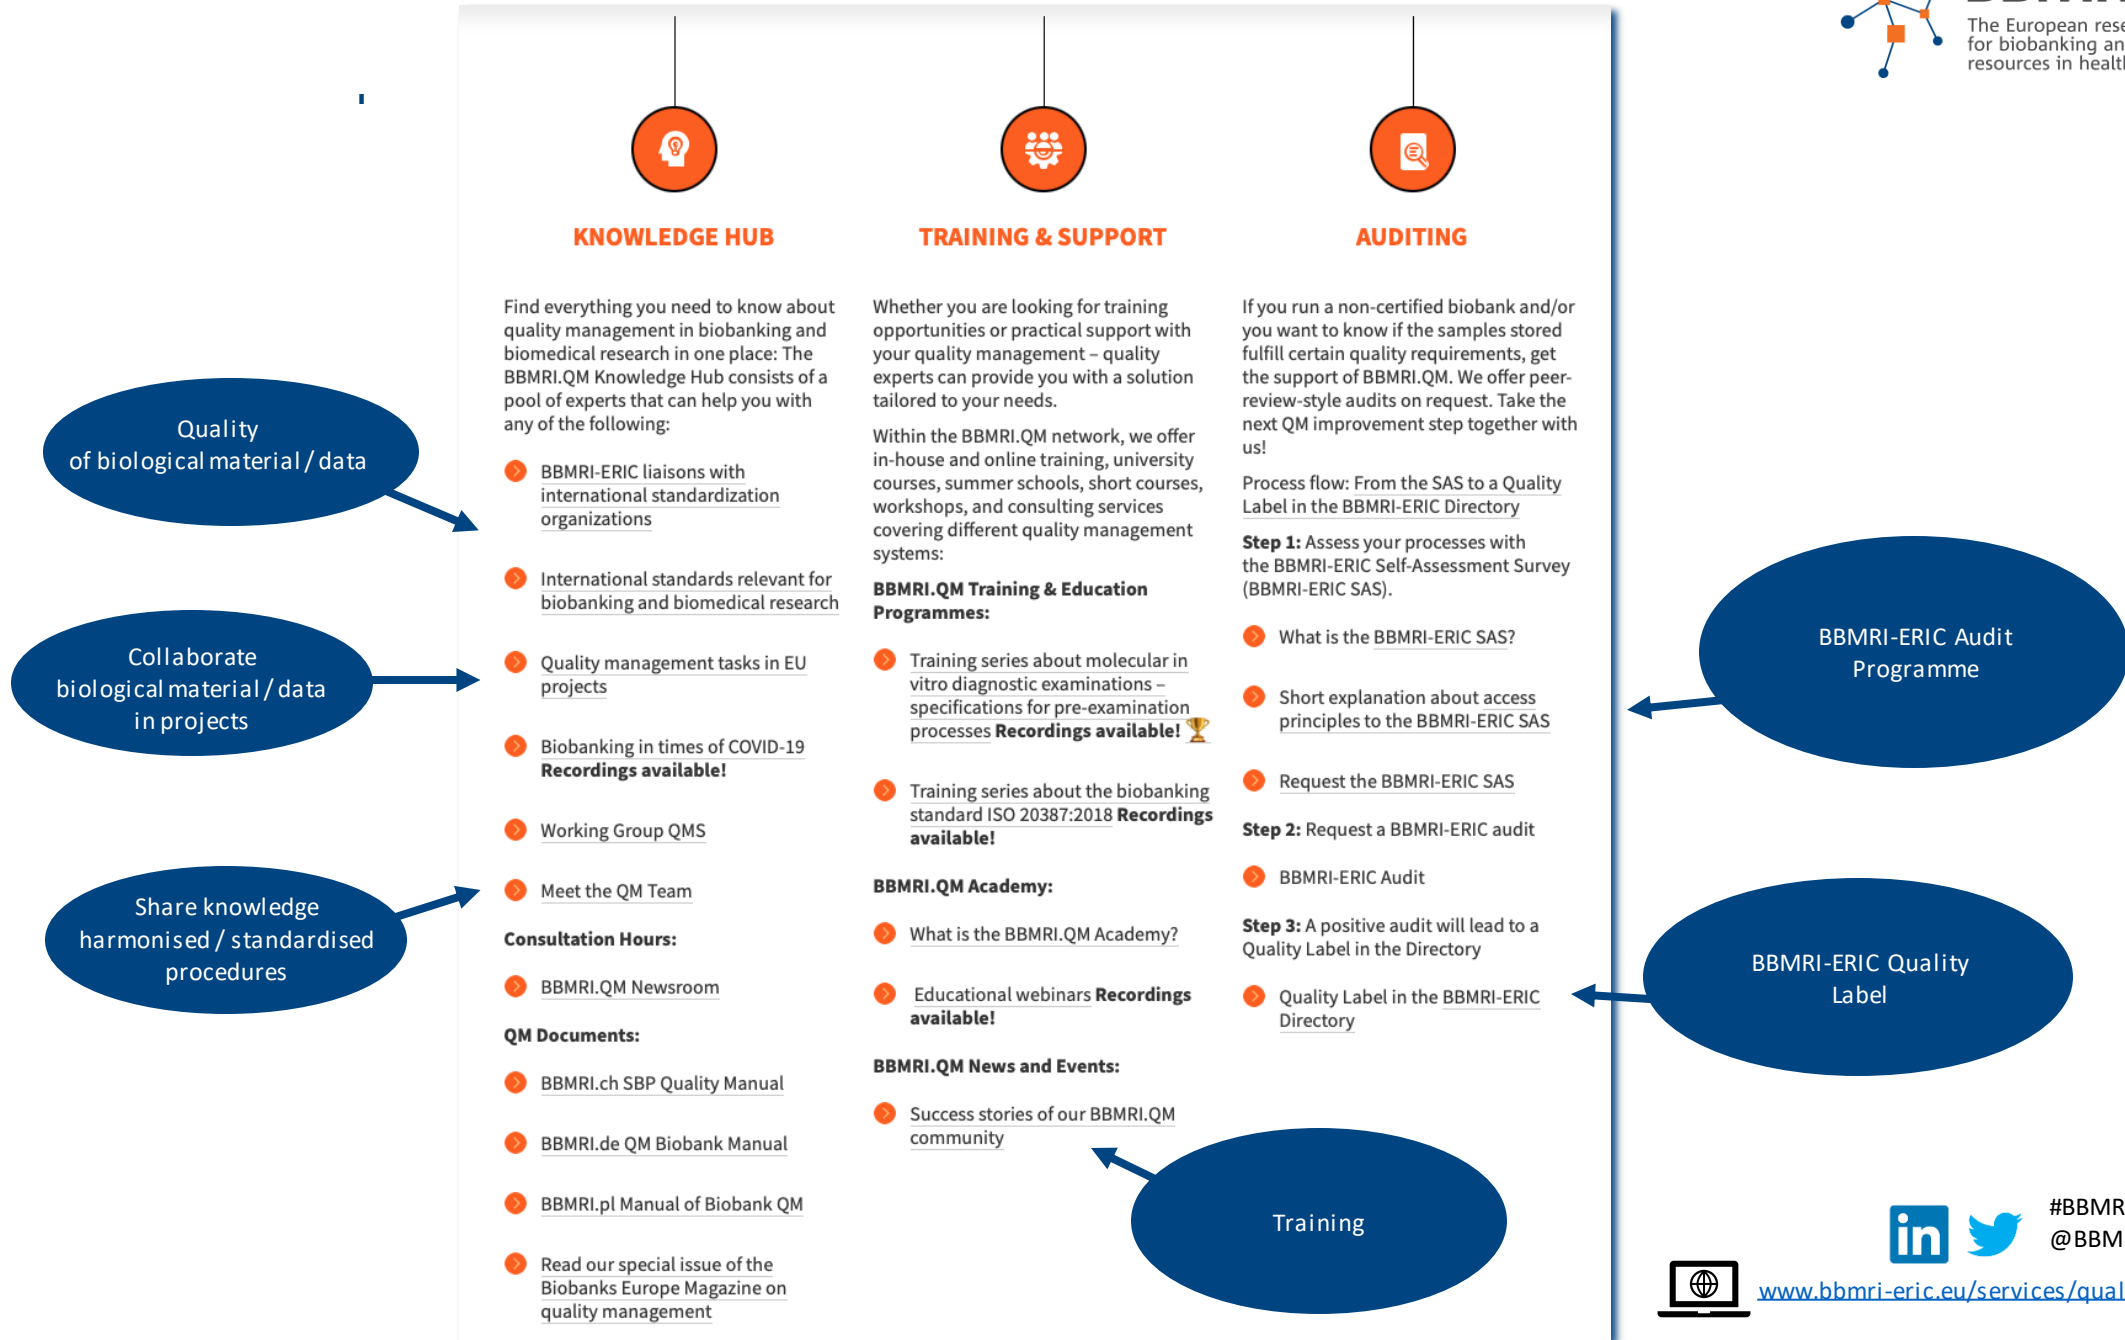 The European
for biobanking
resources in
KNOWLEDGE HUB
Find everything you need to know about
quality management in biobanking and
biomedical research in one place: The
BBMRI.QM Knowledge Hub consists of a
pool of experts that can help you with
any of the following:
BBMRI-ERIC liaisons with
international standardization
organizations
International standards relevant for
biobanking and biomedical research
Quality management tasks in EU
projects
Biobanking in times of COVID-19
Recordings available!
Working Group QMS
Meet the QM Team
Consultation Hours:
BBMRI.QM Newsroom
QM Documents:
BBMRI.ch SBP Quality Manual
BBMRI.de QM Biobank Manual
BBMRI.pl Manual of Biobank QM
Read our special issue of the
Biobanks Europe Magazine on
quality management
TRAINING & SUPPORT
Whether you are looking for training
opportunities or practical support with
your quality management – quality
experts can provide you with a solution
tailored to your needs.
Within the BBMRI.QM network, we offer
in-house and online training, university
courses, summer schools, short courses,
workshops, and consulting services
covering different quality management
systems:
BBMRI.QM Training & Education
Programmes:
Training series about molecular in
vitro diagnostic examinations –
specifications for pre-examination
processes Recordings available! 🏆
Training series about the biobanking
standard ISO 20387:2018 Recordings
available!
BBMRI.QM Academy:
What is the BBMRI.QM Academy?
Educational webinars Recordings
available!
BBMRI.QM News and Events:
Success stories of our BBMRI.QM
community
AUDITING
If you run a non-certified biobank and/or
you want to know if the samples stored
fulfill certain quality requirements, get
the support of BBMRI.QM. We offer peer-
review-style audits on request. Take the
next QM improvement step together with
us!
Process flow: From the SAS to a Quality
Label in the BBMRI-ERIC Directory
Step 1: Assess your processes with
the BBMRI-ERIC Self-Assessment Survey
(BBMRI-ERIC SAS).
What is the BBMRI-ERIC SAS?
Short explanation about access
principles to the BBMRI-ERIC SAS
Request the BBMRI-ERIC SAS
Step 2: Request a BBMRI-ERIC audit
BBMRI-ERIC Audit
Step 3: A positive audit will lead to a
Quality Label in the Directory
Quality Label in the BBMRI-ERIC
Directory
Quality
of biological material / data
Collaborate
biological material / data
in projects
Share knowledge
harmonised / standardised
procedures
BBMRI-ERIC Audit
Programme
BBMRI-ERIC Quality
Label
Training
in
#BBMR
@BBM
www.bbmri-eric.eu/services/qual